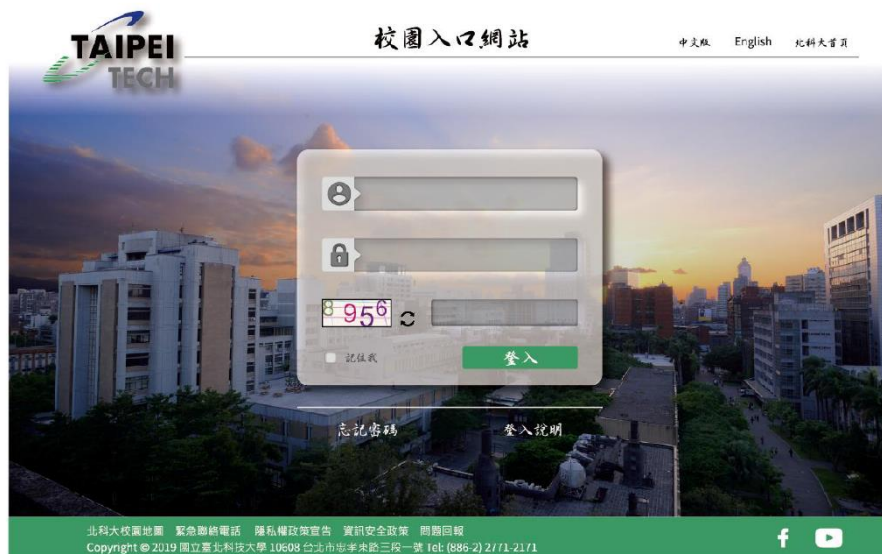 TAIPEI
TECH
校園入口網站
中文版 English 北科大首頁
8956
記住我 登入
忘記密碼 登入說明
北科大校園地圖 緊急聯絡電話 隱私權政策宣告 資訊安全政策 問題回報
Copyright © 2019 國立臺北科技大學 10608 台北市忠孝東路三段一號 Tel: (886-2) 2771-2171